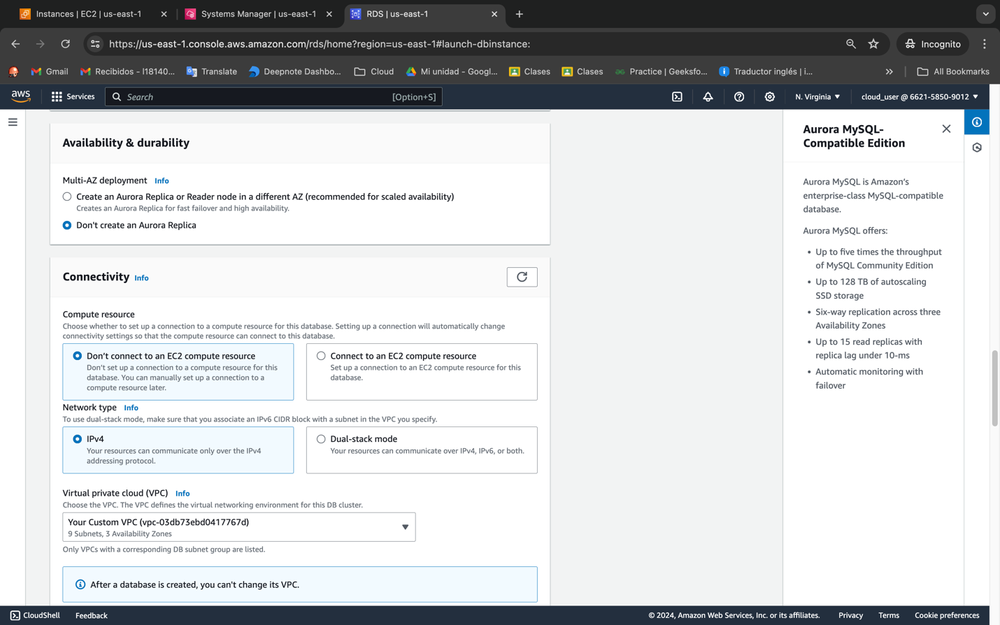 Instances | EC2 | us-east-1
Systems Manager | us-east-1
RDS | us-east-1
https://us-east-1.console.aws.amazon.com/rds/home?region=us-east-1#launch-dbinstance:
Incognito
Gmail
Recibidos - l18140...
Translate
Deepnote Dashbo...
Cloud
Mi unidad - Googl...
Clases
Clases
Practice | Geeksfo...
Traductor inglés | i...
All Bookmarks
aws
Services
Search
[Option+S]
N. Virginia
cloud_user @ 6621-5850-9012
Availability & durability
Multi-AZ deployment Info
Create an Aurora Replica or Reader node in a different AZ (recommended for scaled availability)
Creates an Aurora Replica for fast failover and high availability.
Don't create an Aurora Replica
Connectivity Info
Compute resource
Choose whether to set up a connection to a compute resource for this database. Setting up a connection will automatically change
connectivity settings so that the compute resource can connect to this database.
Don't connect to an EC2 compute resource
Don't set up a connection to a compute resource for this
database. You can manually set up a connection to a
compute resource later.
Connect to an EC2 compute resource
Set up a connection to an EC2 compute resource for this
database.
Network type Info
To use dual-stack mode, make sure that you associate an IPv6 CIDR block with a subnet in the VPC you specify.
IPv4
Your resources can communicate only over the IPv4
addressing protocol.
Dual-stack mode
Your resources can communicate over IPv4, IPv6, or both.
Virtual private cloud (VPC) Info
Choose the VPC. The VPC defines the virtual networking environment for this DB cluster.
Your Custom VPC (vpc-03db73ebd0417767d)
9 Subnets, 3 Availability Zones
Only VPCs with a corresponding DB subnet group are listed.
After a database is created, you can't change its VPC.
Aurora MySQL-
Compatible Edition
Aurora MySQL is Amazon's
enterprise-class MySQL-compatible
database.
Aurora MySQL offers:
• Up to five times the throughput
of MySQL Community Edition
• Up to 128 TB of autoscaling
SSD storage
• Six-way replication across three
Availability Zones
• Up to 15 read replicas with
replica lag under 10-ms
• Automatic monitoring with
failover
CloudShell
Feedback
© 2024, Amazon Web Services, Inc. or its affiliates.
Privacy
Terms
Cookie preferences